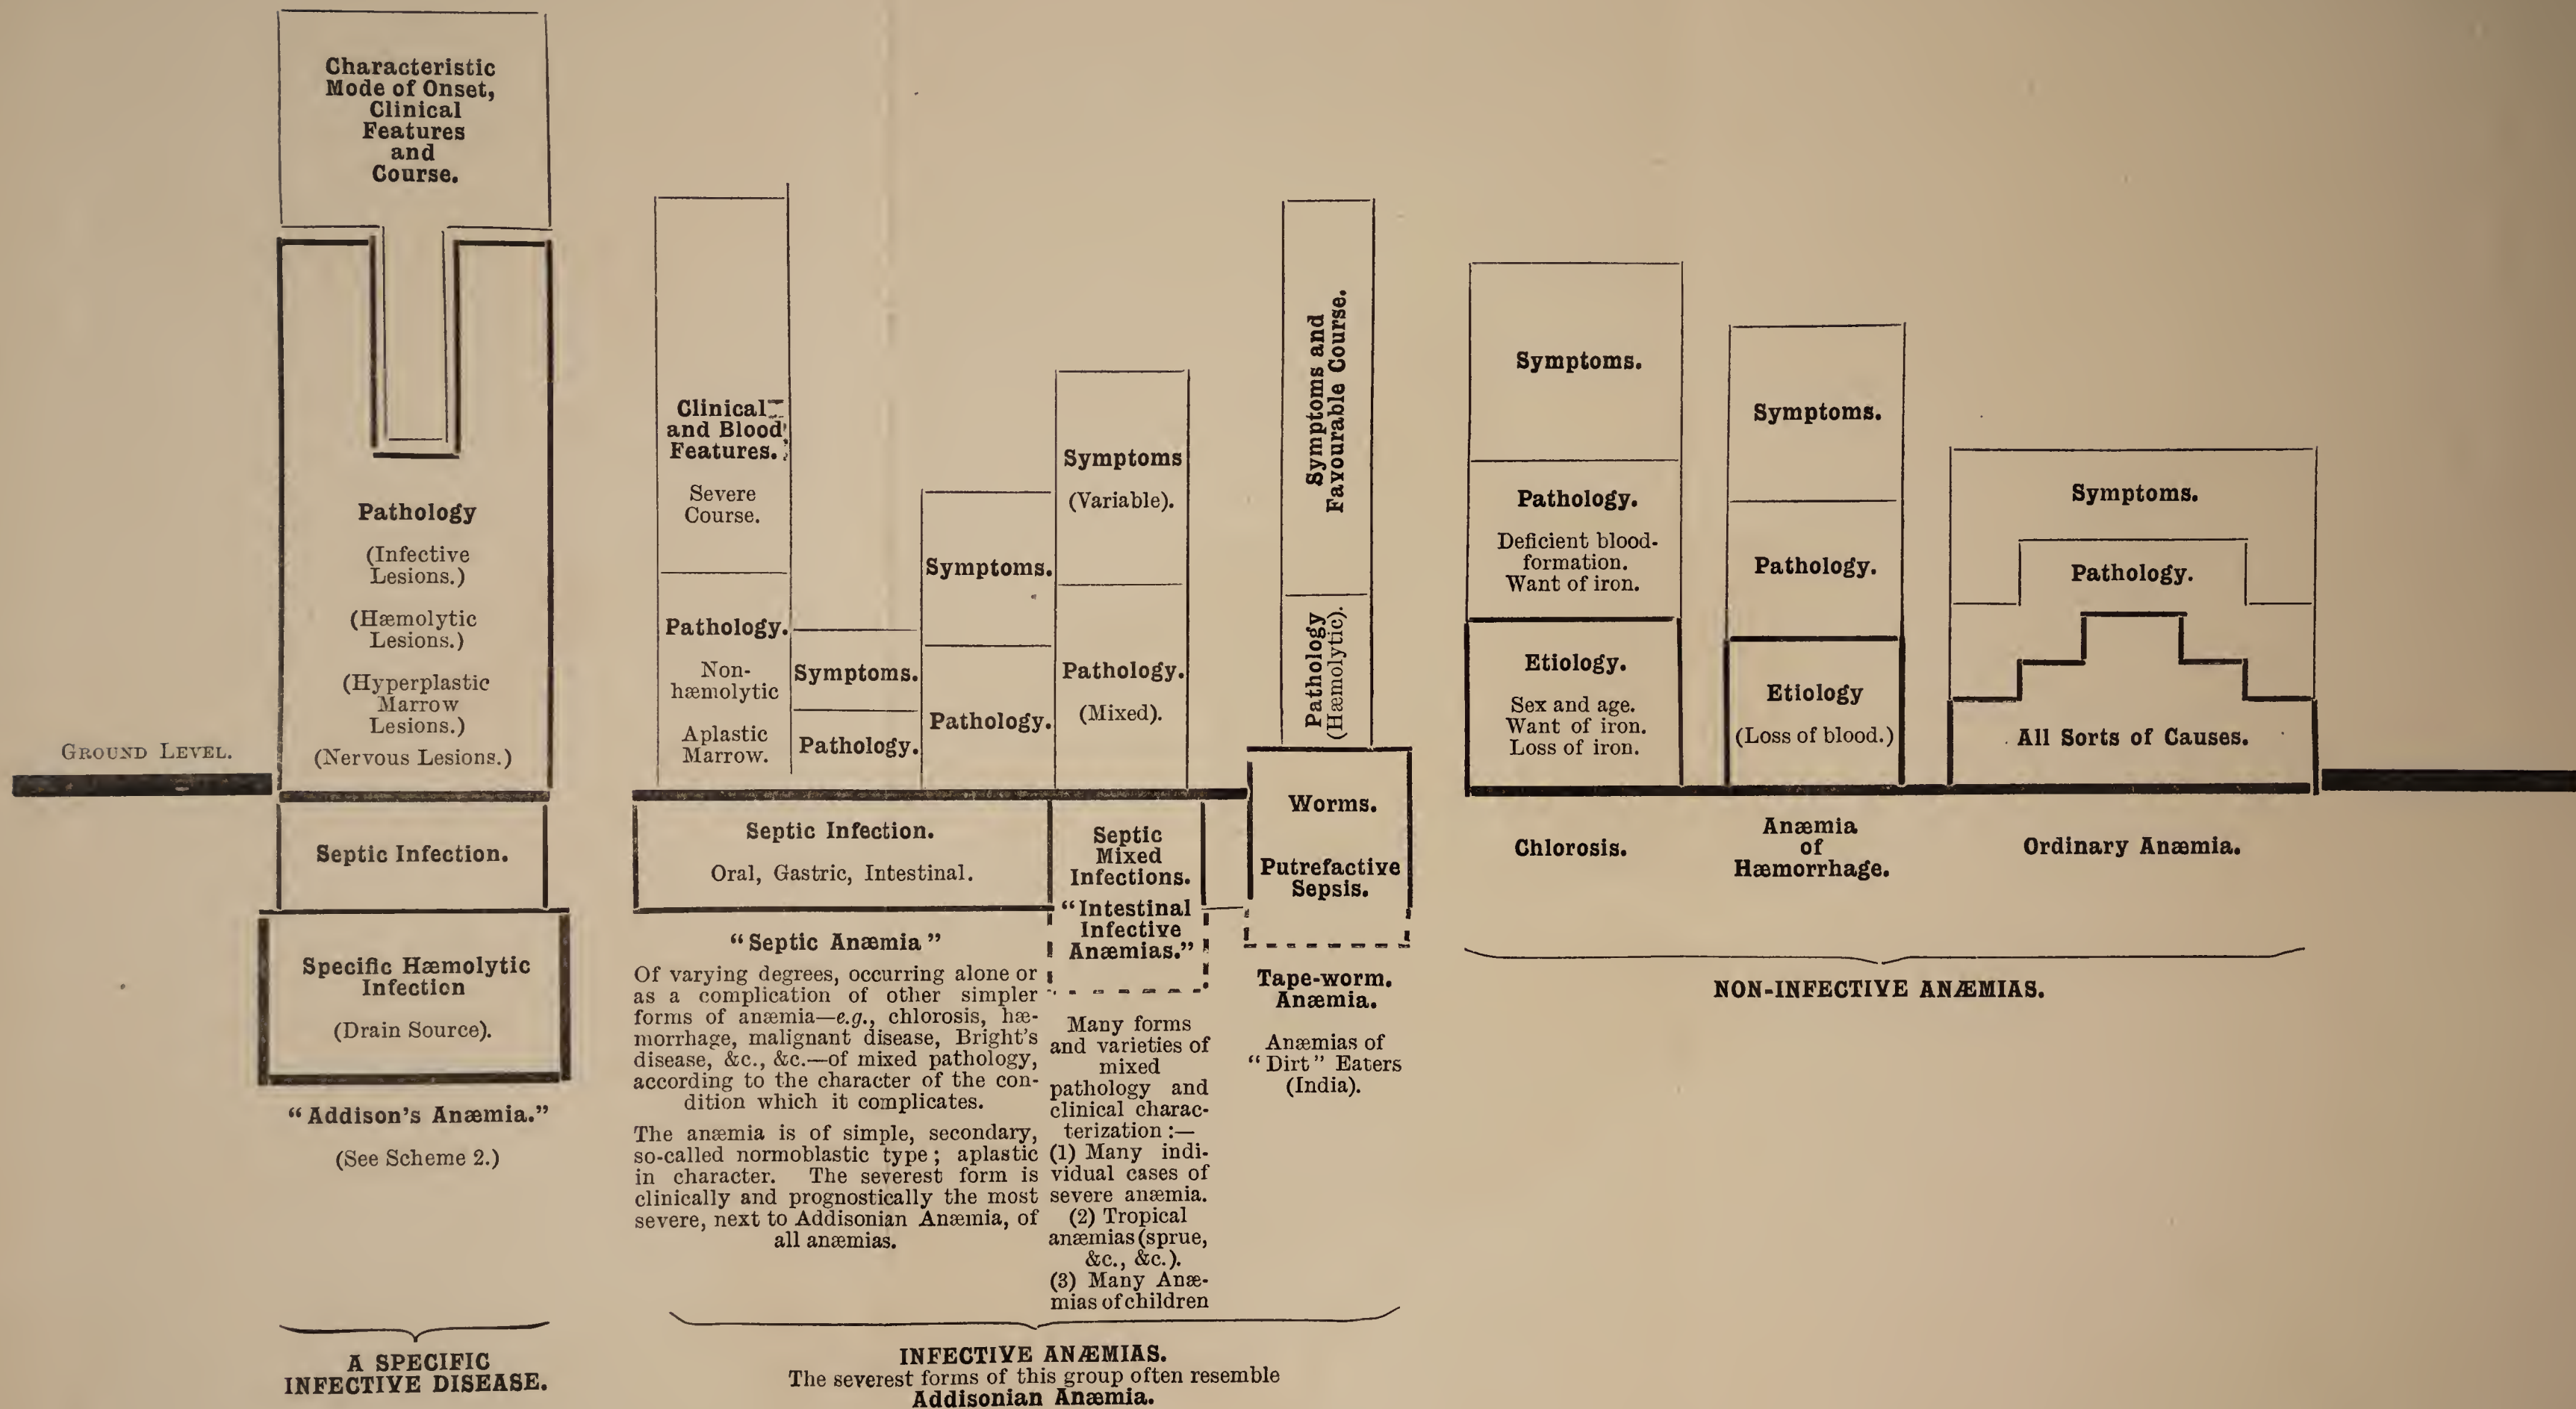 Characteristic
Mode of Onset,
Clinical
Features
and
Course.
Pathology
(Infective
Lesions.)
(Hæmolytic
Lesions.)
(Hyperplastic
Marrow
Lesions.)
(Nervous Lesions.)
GROUND LEVEL.
Septic Infection.
Specific Hæmolytic
Infection
(Drain Source).
“Addison's Anæmia.”
(See Scheme 2.)
A SPECIFIC
INFECTIVE DISEASE.
Clinical
and Blood
Features.
Severe
Course.
Pathology.
Non-
hæmolytic
Aplastic
Marrow.
Symptoms.
Pathology.
Symptoms.
Pathology.
Symptoms
(Variable).
Pathology.
(Mixed).
Septic Infection.
Oral, Gastric, Intestinal.
“Septic Anæmia”
Of varying degrees, occurring alone or
as a complication of other simpler
forms of anæmia—e.g., chlorosis, hæ-
morrhage, malignant disease, Bright's
disease, &c., &c.—of mixed pathology,
according to the character of the con-
dition which it complicates.
The anæmia is of simple, secondary,
so-called normoblastic type; aplastic
in character. The severest form is
clinically and prognostically the most
severe, next to Addisonian Anæmia, of
all anæmias.
Septic
Mixed
Infections.
“Intestinal
Infective
Anæmias.”
Many forms
and varieties of
mixed
pathology and
clinical charac-
terization :—
(1) Many indi-
vidual cases of
severe anæmia.
(2) Tropical
anæmias (sprue,
&c., &c.).
(3) Many Anæ-
mias of children
Symptoms and
Favourable Course.
Pathology
(Hæmolytic).
Worms.
Putrefactive
Sepsis.
Tape-worm.
Anæmia.
Anæmias of
“Dirt” Eaters
(India).
INFECTIVE ANÆMIAS.
The severest forms of this group often resemble
Addisonian Anæmia.
Symptoms.
Pathology.
Deficient blood-
formation.
Want of iron.
Etiology.
Sex and age.
Want of iron.
Loss of iron.
Chlorosis.
Symptoms.
Pathology.
Etiology
(Loss of blood.)
Anæmia
of
Hæmorrhage.
Symptoms.
Pathology.
All Sorts of Causes.
Ordinary Anæmia.
NON-INFECTIVE ANÆMIAS.